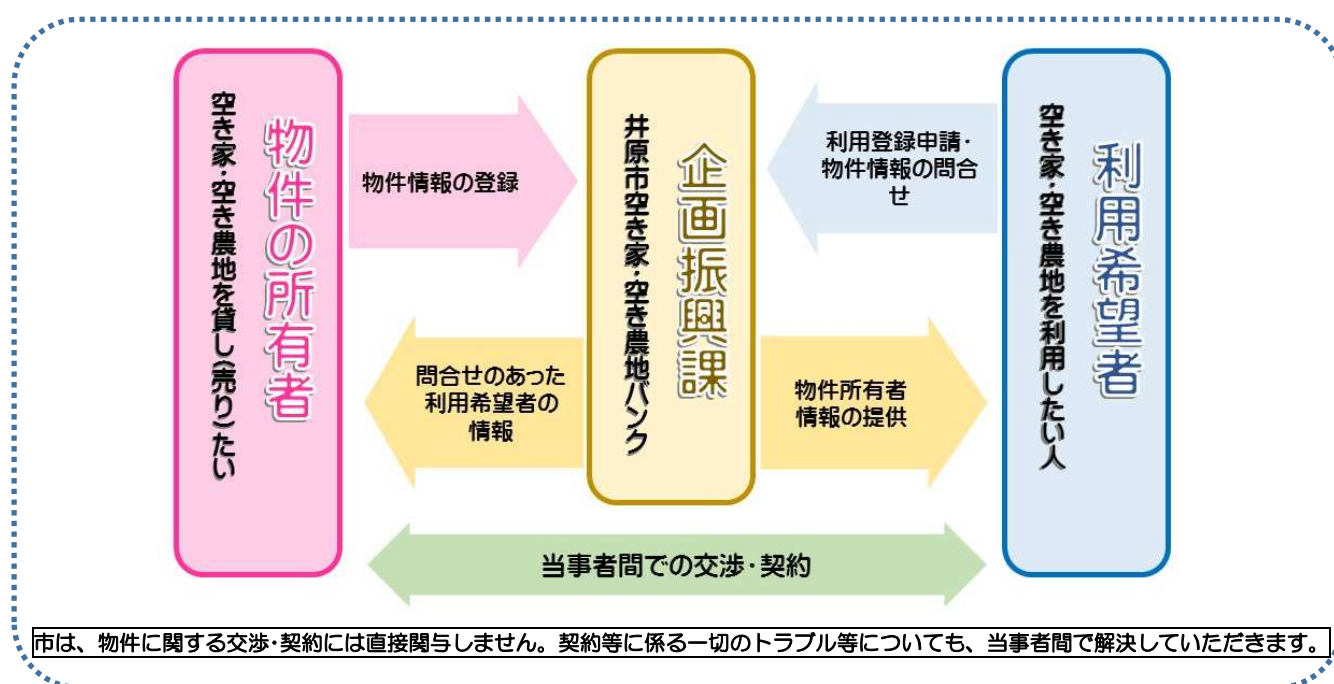 物件の所有者
空き家・空き農地を貸し(売り)たい
物件情報の登録
問合せのあった
利用希望者の
情報
企画振興課
井原市空き家・空き農地バンク
利用登録申請・
物件情報の問合
せ
物件所有者
情報の提供
利用希望者
空き家・空き農地を利用したい人
当事者間での交渉・契約
市は、物件に関する交渉・契約には直接関与しません。契約等に係る一切のトラブル等についても、当事者間で解決していただきます。